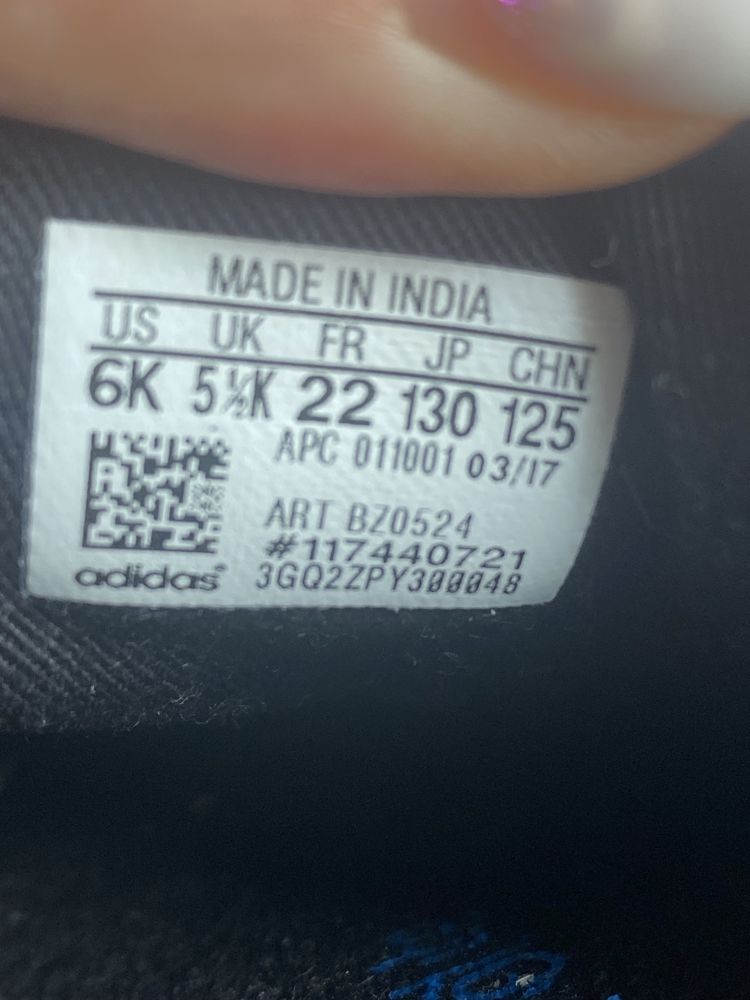 MADE IN INDIA
US UK FR JP CHN
6K 5½K 22 130 125
APC 011001 03/17
ART BZ0524
#117440721
adidas® 3GQ2ZPY300048